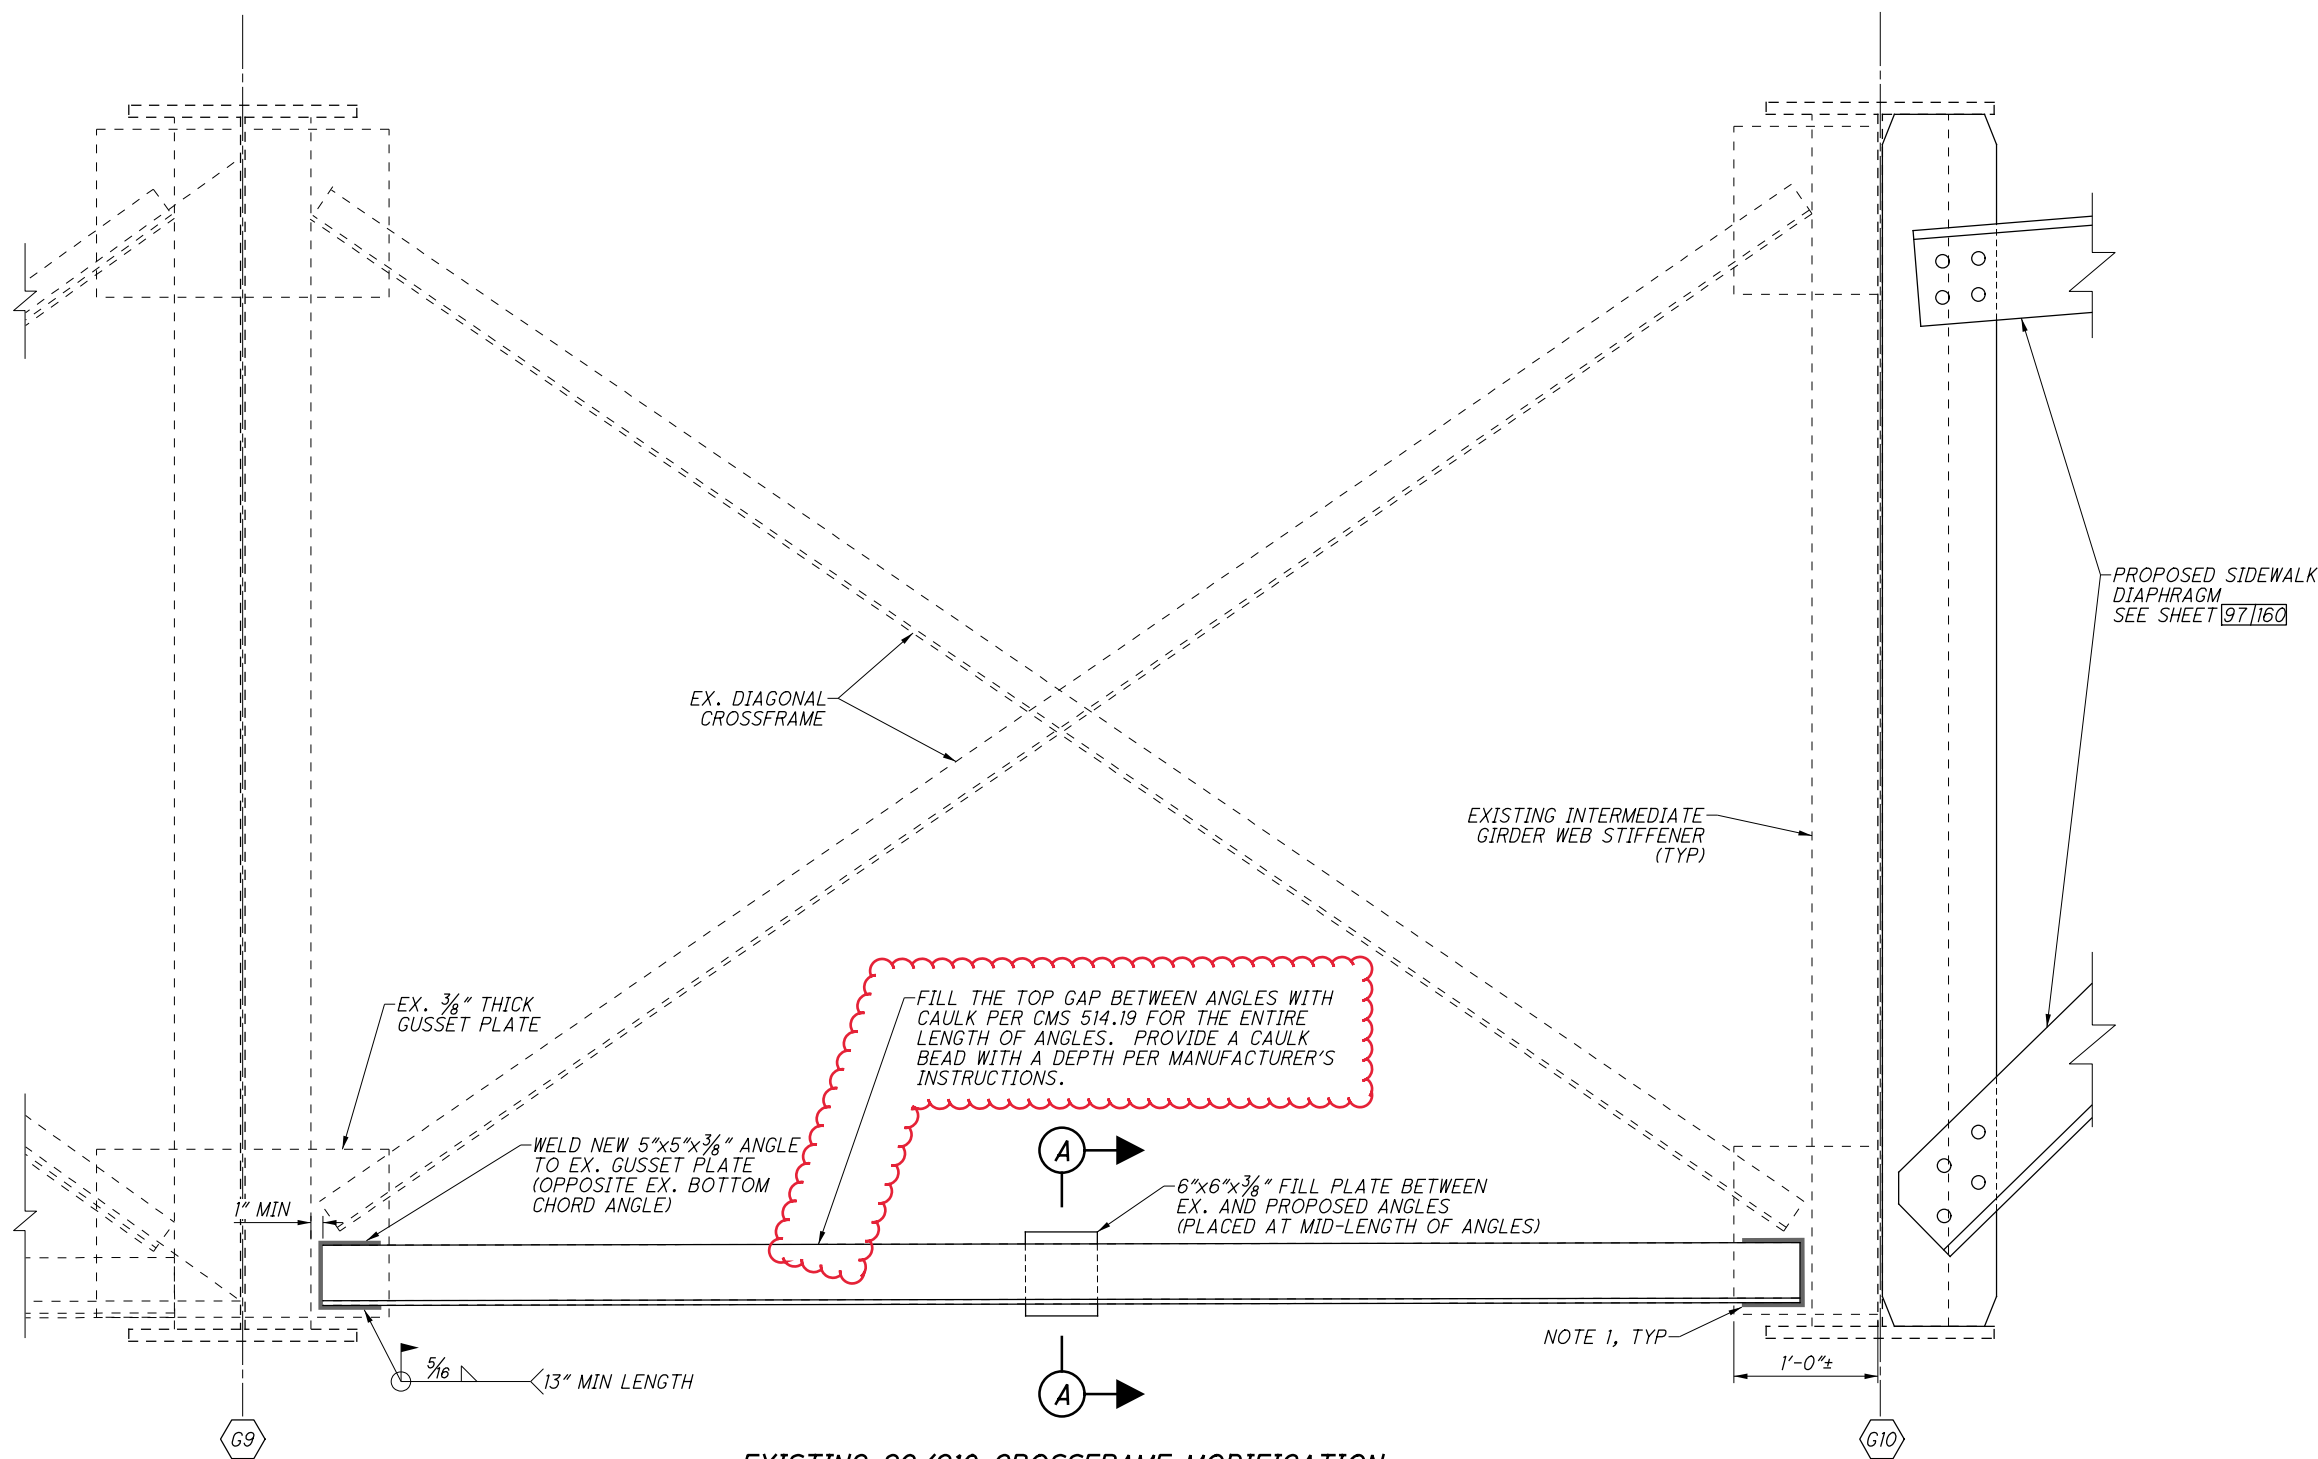 PROPOSED SIDEWALK
DIAPHRAGM
SEE SHEET 97/160
EX. DIAGONAL
CROSSFRAME
EXISTING INTERMEDIATE
GIRDER WEB STIFFENER
(TYP)
EX. 3/8" THICK
GUSSET PLATE
FILL THE TOP GAP BETWEEN ANGLES WITH
CAULK PER CMS 514.19 FOR THE ENTIRE
LENGTH OF ANGLES. PROVIDE A CAULK
BEAD WITH A DEPTH PER MANUFACTURER'S
INSTRUCTIONS.
WELD NEW 5"x5"x3/8" ANGLE
TO EX. GUSSET PLATE
(OPPOSITE EX. BOTTOM
CHORD ANGLE)
1" MIN
A
6"x6"x3/8" FILL PLATE BETWEEN
EX. AND PROPOSED ANGLES
(PLACED AT MID-LENGTH OF ANGLES)
NOTE 1, TYP
1'-0"±
5/16
13" MIN LENGTH
A
G9
G10
CROSSFRAME MODIFICATION